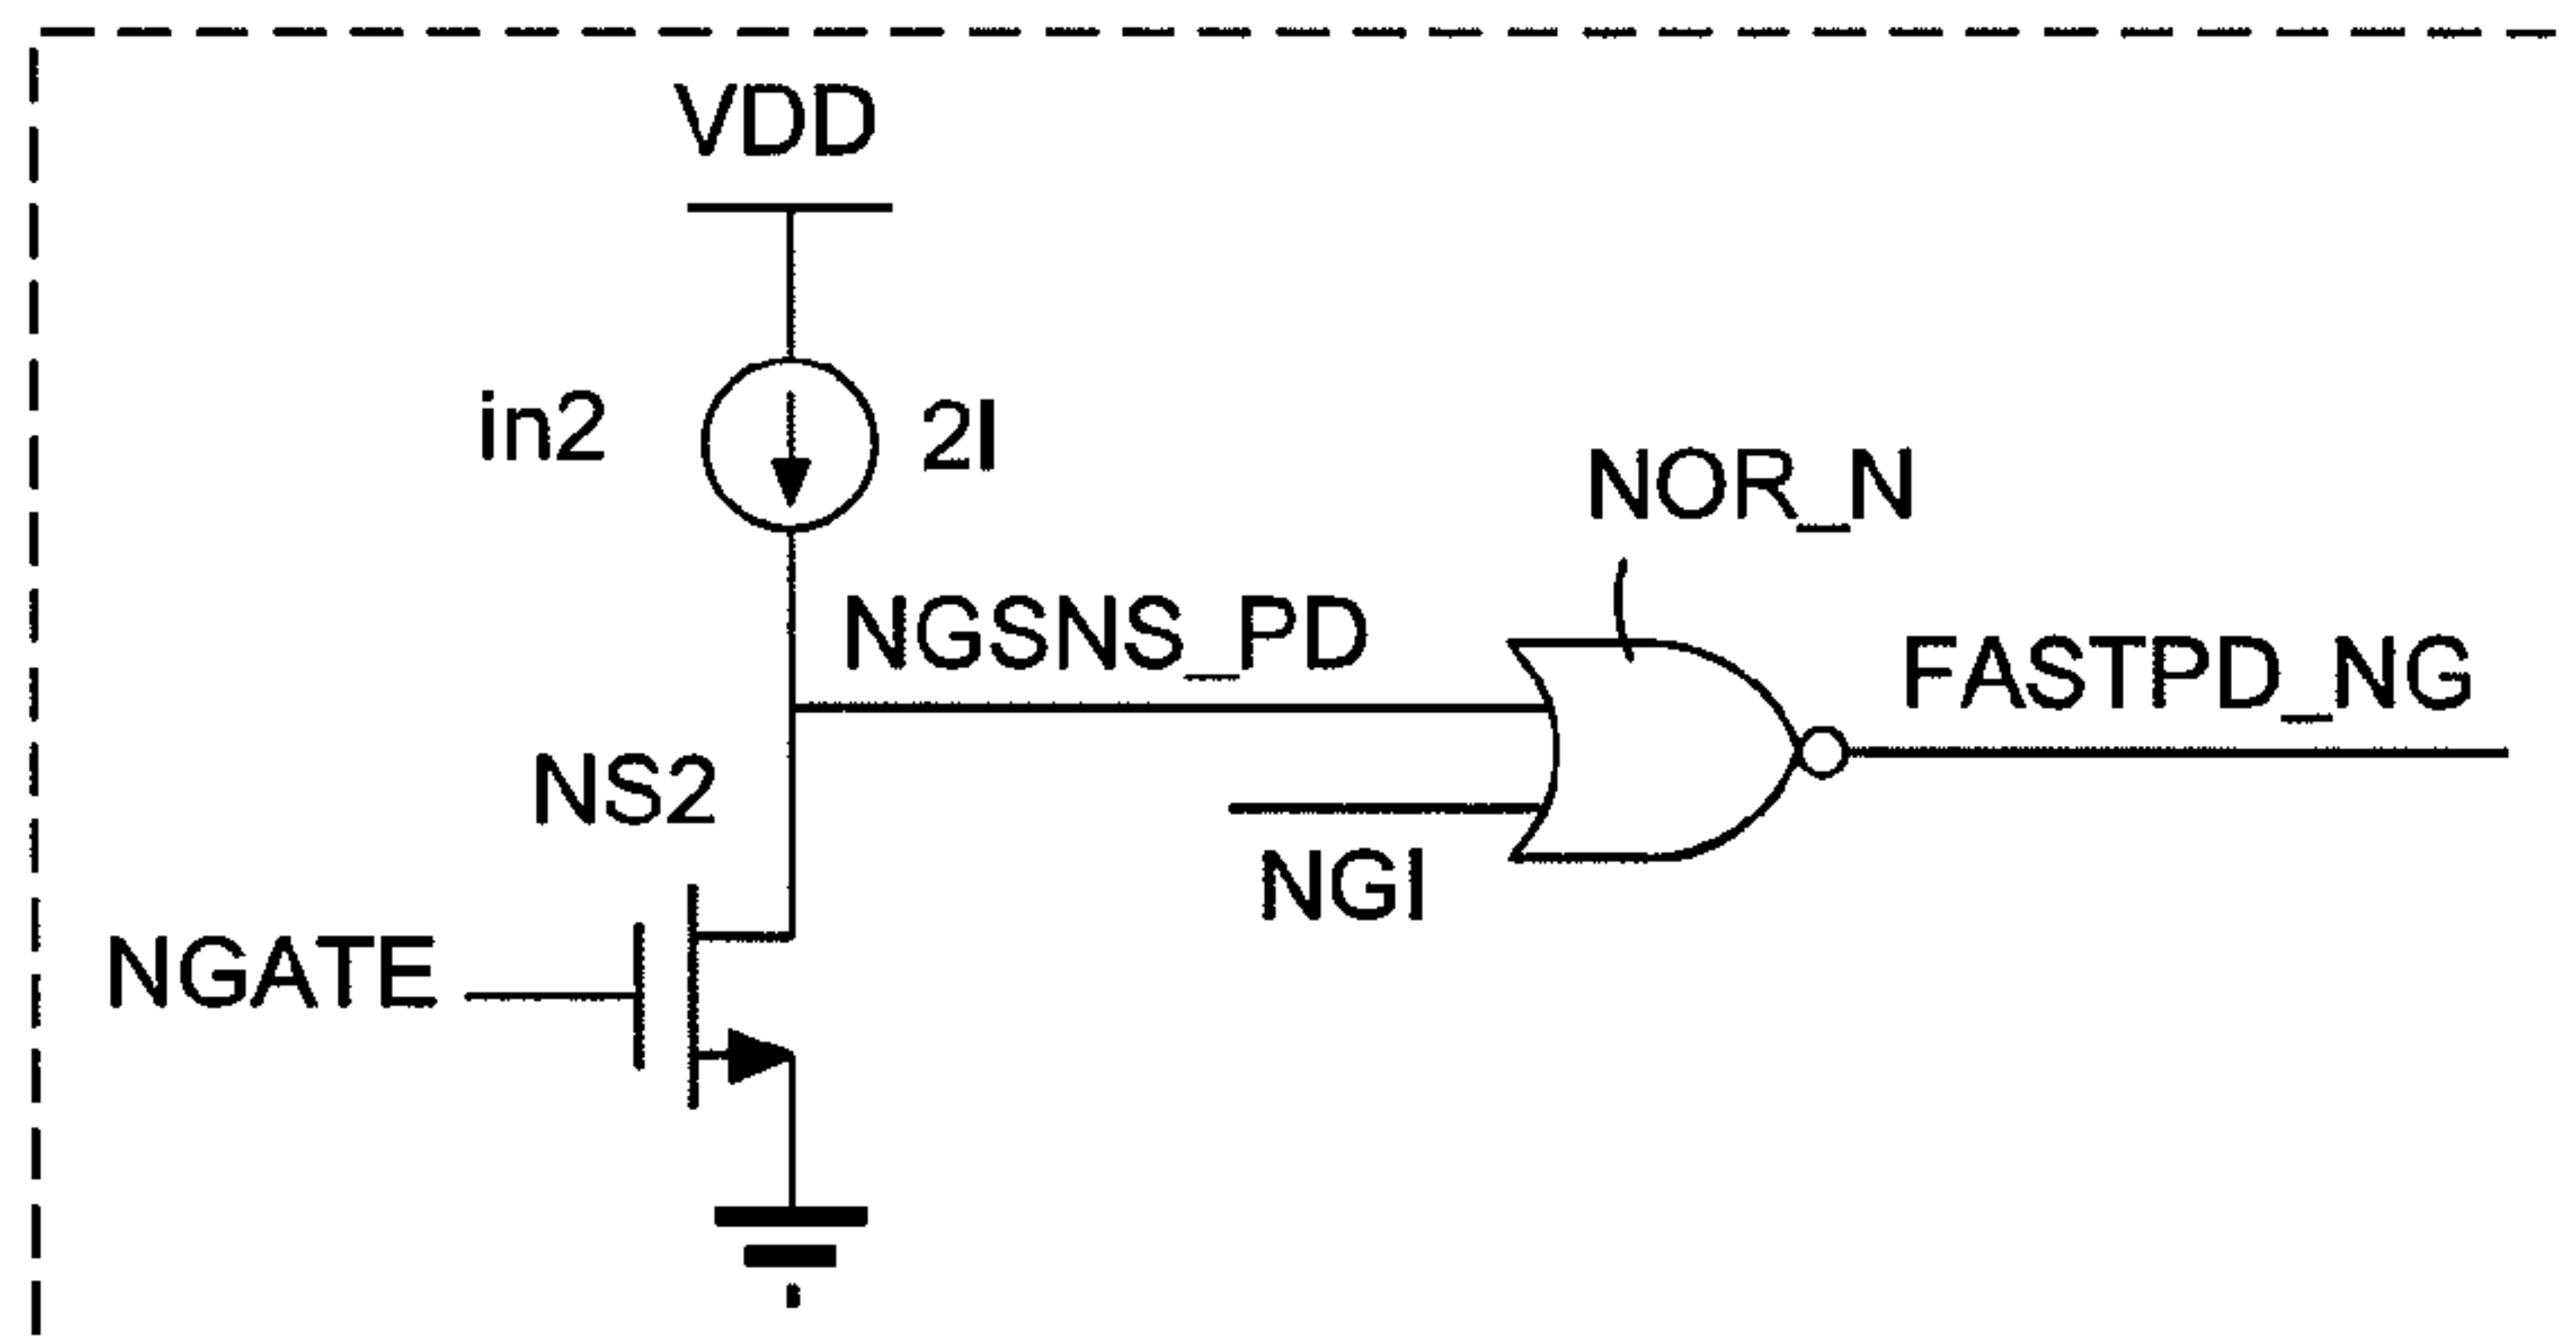 VDD
in2
2I
NOR_N
NGSNS_PD
FASTPD_NG
NS2
NGI
NGATE